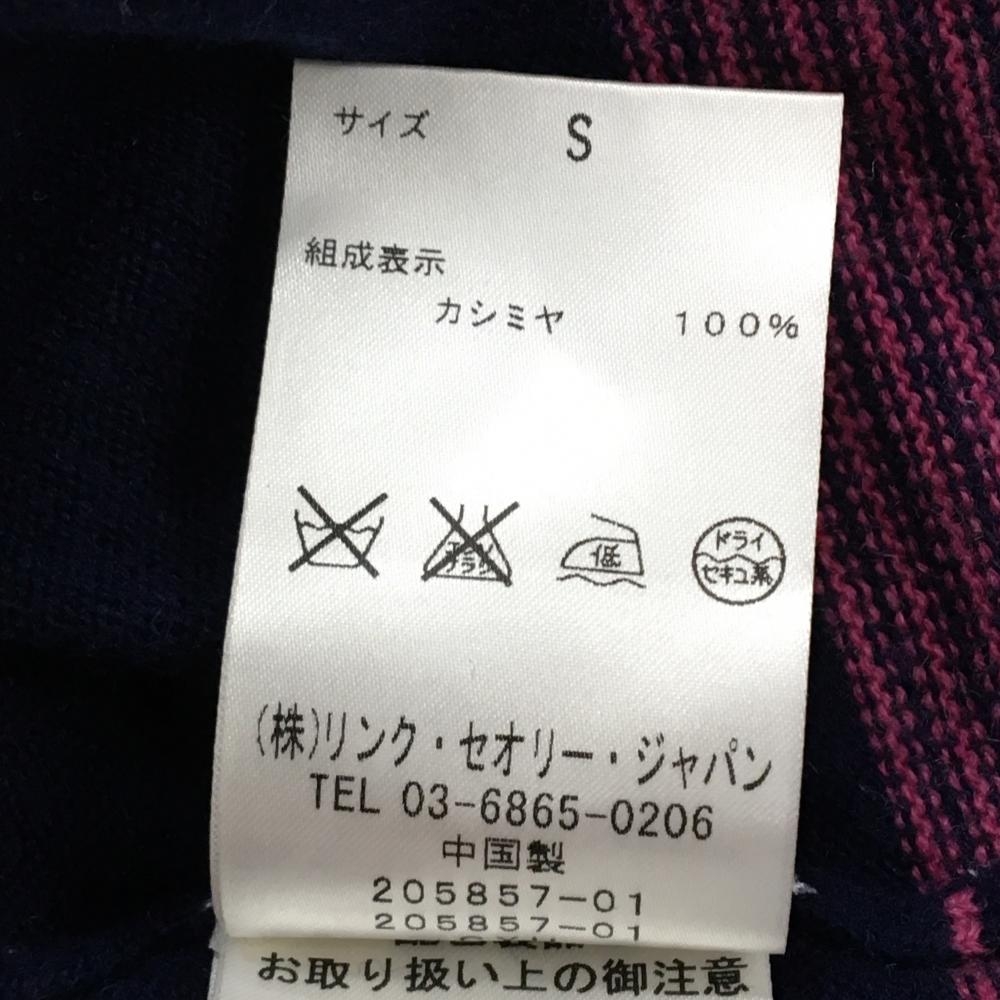 サイズ S
組成表示
カシミヤ 100%
低
ドライ
セキユ系
(株)リンク・セオリー・ジャパン
TEL 03-6865-0206
中国製
205857-01
205857-01
お取り扱い上の御注意